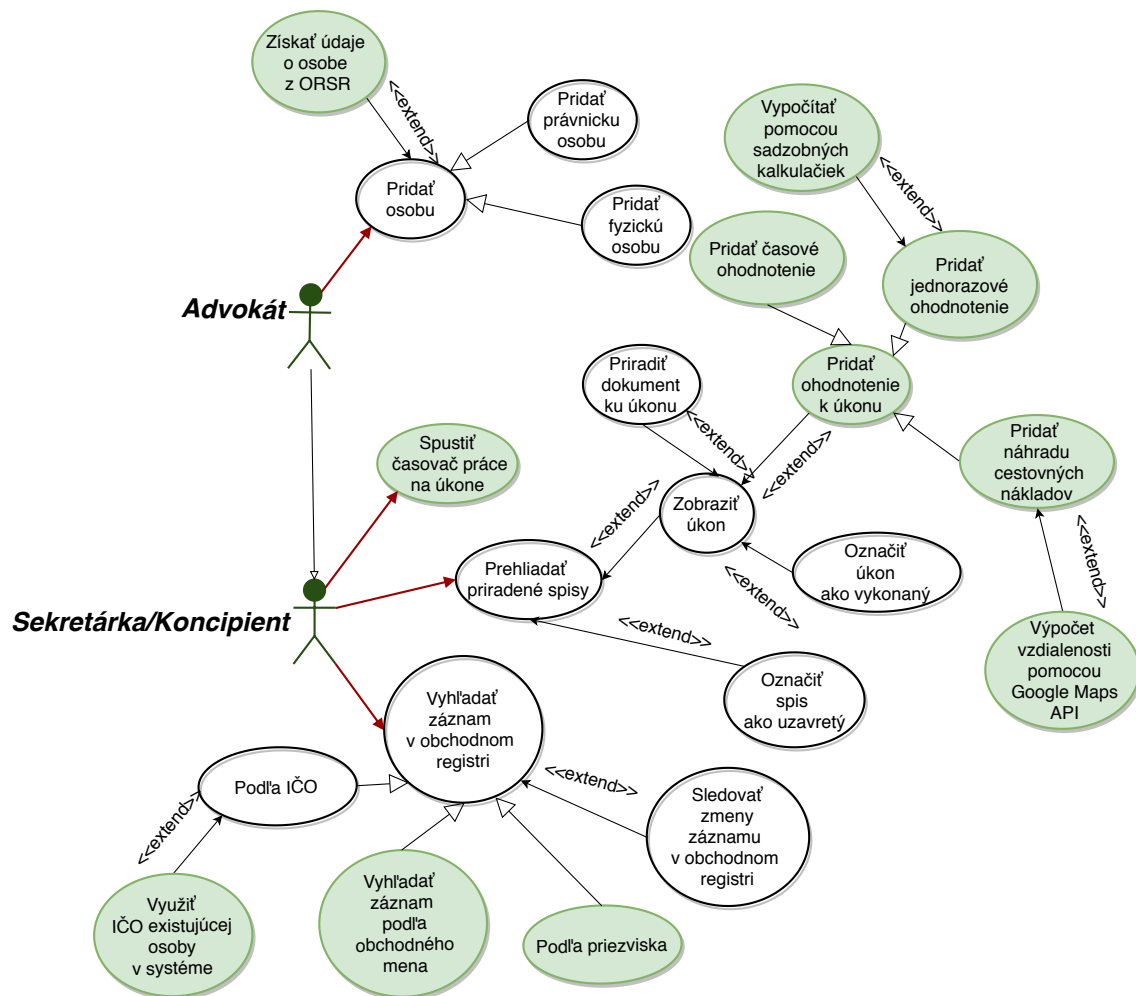 Získať údaje
o osobe
z ORSR
<<extend>>
Pridať
právnicku
osobu
Pridať
osobu
Pridať
fyzickú
osobu
Vypočítať
pomocou
sadzobných
kalkulačiek
<<extend>>
Pridať časové
ohodnotenie
Pridať
jednorazové
ohodnotenie
Advokát
Priradiť
dokument
ku úkonu
<<extend>>
Pridať
ohodnotenie
k úkonu
<<extend>>
Pridať
náhradu
cestovných
nákladov
<<extend>>
Spustiť
časovač práce
na úkone
Zobraziť
úkon
<<extend>>
Prehliadať
priradené spisy
Označiť
úkon
ako vykonaný
<<extend>>
Sekretárka/Koncipient
<<extend>>
Označiť
spis
ako uzavretý
Výpočet
vzdialenosti
pomocou
Google Maps
API
Vyhľadať
záznam
v obchodnom
registri
Podľa IČO
<<extend>>
<<extend>>
Sledovať
zmeny
záznamu
v obchodnom
registri
Využiť
IČO existujúcej
osoby
v systéme
Vyhľadať
záznam
podľa
obchodného
mena
Podľa priezviska